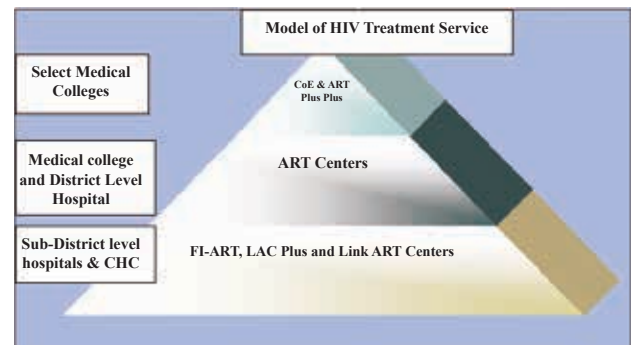 Model of HIV Treatment Service
Select Medical
Colleges
CoE & ART
Plus Plus
Medical college
and District Level
Hospital
ART Centers
Sub-District level
hospitals & CHC
FI-ART, LAC Plus and Link ART Centers